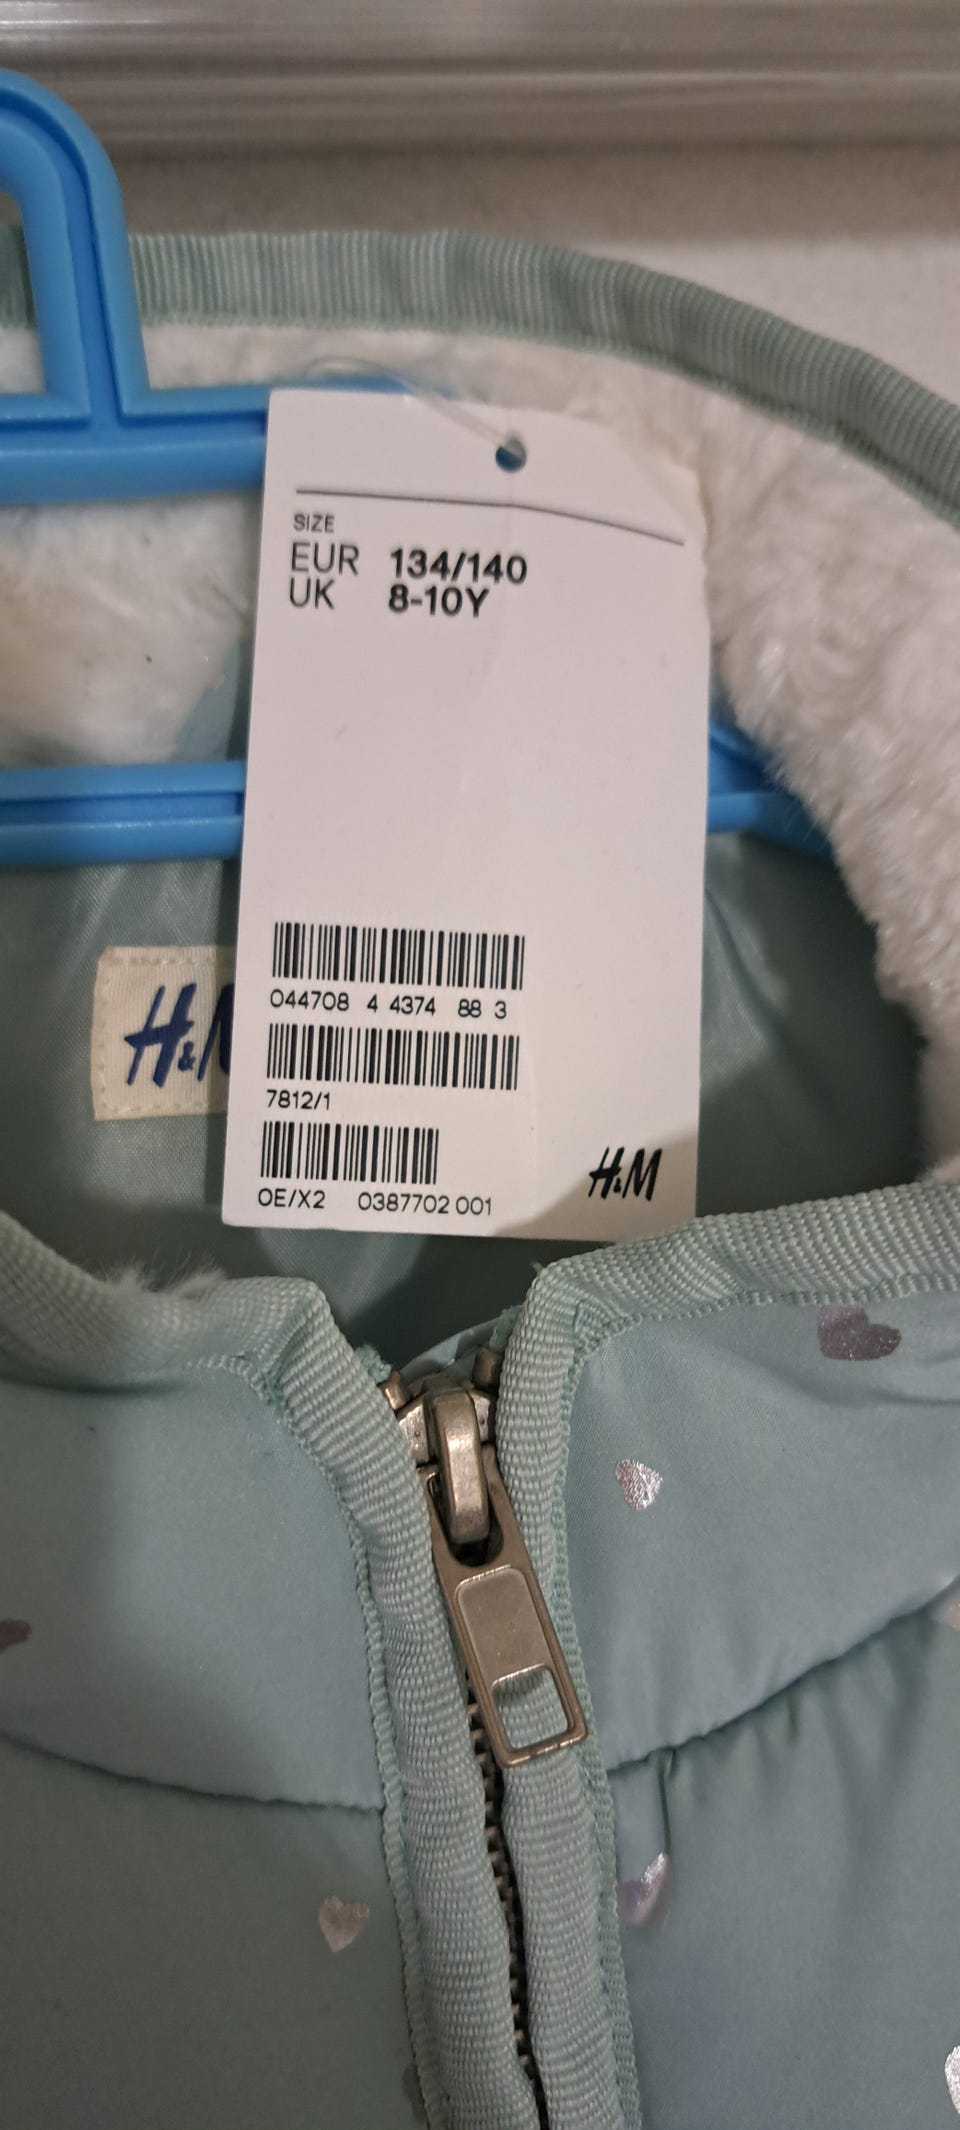 SIZE
EUR 134/140
UK 8-10Y
044708 4 4374 88 3
7812/1
OE/X2 0387702 001
H&M
H&M